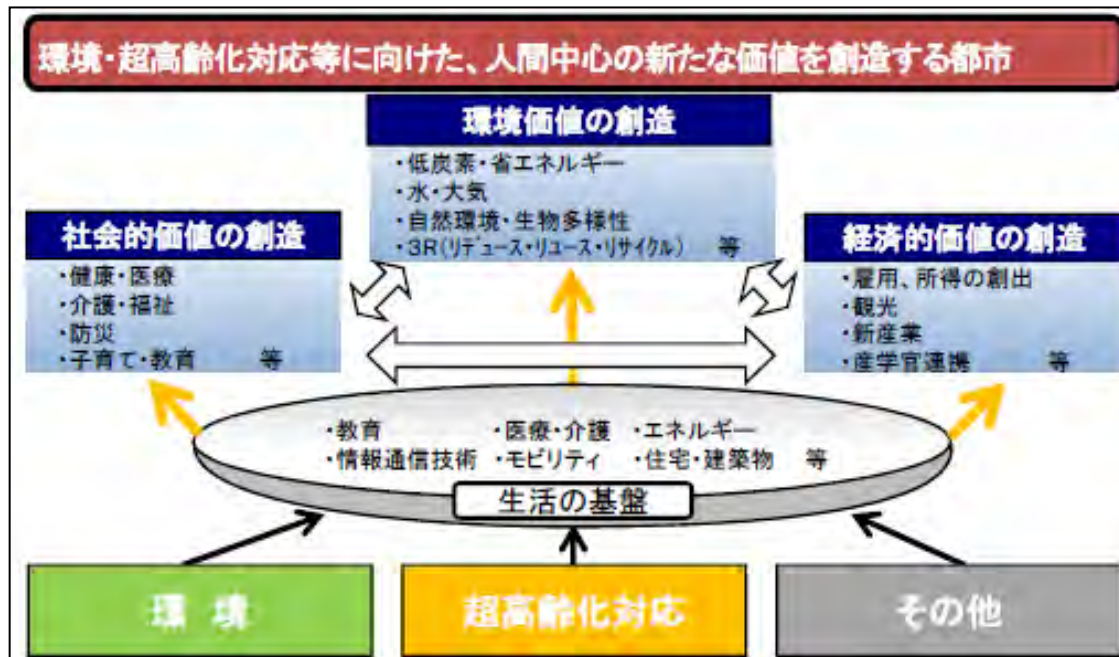 環境・超高齢化対応等に向けた、人間中心の新たな価値を創造する都市
環境価値の創造
・低炭素・省エネルギー
・水・大気
・自然環境・生物多様性
・3R(ﾘﾃﾞｭｰｽ・ﾘﾕｰｽ・ﾘｻｲｸﾙ) 等
社会的価値の創造
・健康・医療
・介護・福祉
・防災
・子育て・教育 等
経済的価値の創造
・雇用、所得の創出
・観光
・新産業
・産学官連携 等
・教育 ・医療・介護 ・エネルギー
・情報通信技術 ・モビリティ ・住宅・建築物 等
生活の基盤
環 境
超高齢化対応
その他